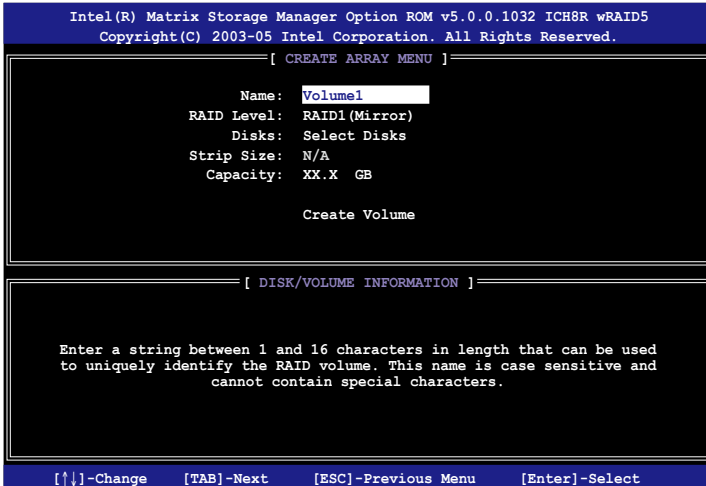 Intel(R) Matrix Storage Manager Option ROM v5.0.0.1032 ICH8R wRAID5
Copyright(C) 2003-05 Intel Corporation. All Rights Reserved.
[ CREATE ARRAY MENU ]
Name: Volume1
RAID Level: RAID1(Mirror)
Disks: Select Disks
Strip Size: N/A
Capacity: XX.X GB
Create Volume
[ DISK/VOLUME INFORMATION ]
Enter a string between 1 and 16 characters in length that can be used
to uniquely identify the RAID volume. This name is case sensitive and
cannot contain special characters.
[↑↓]-Change [TAB]-Next [ESC]-Previous Menu [Enter]-Select